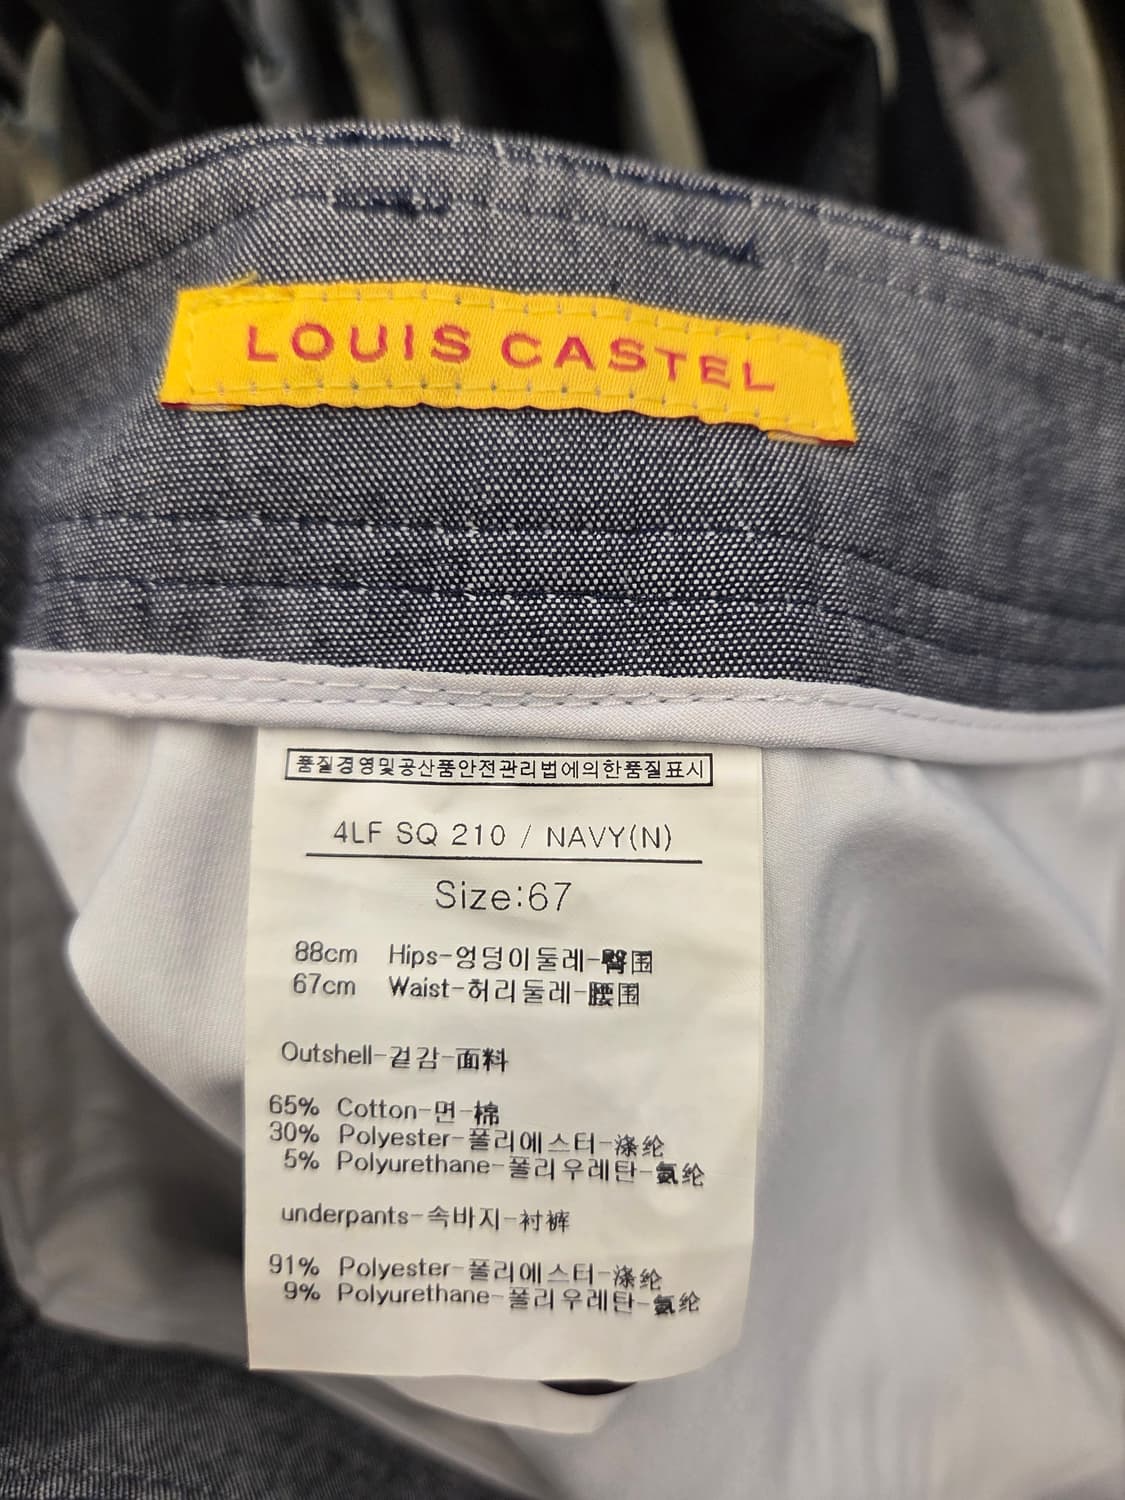 LOUIS CASTEL
품질경영및공산품안전관리법에의한품질표시
4LF SQ 210 / NAVY(N)
Size:67
88cm Hips-엉덩이둘레-臀围
67cm Waist-허리둘레-腰围
Outshell-겉감-面料
65% Cotton-면-棉
30% Polyester-폴리에스터-涤纶
5% Polyurethane-폴리우레탄-氨纶
underpants-속바지-衬裤
91% Polyester-폴리에스터-涤纶
9% Polyurethane-폴리우레탄-氨纶